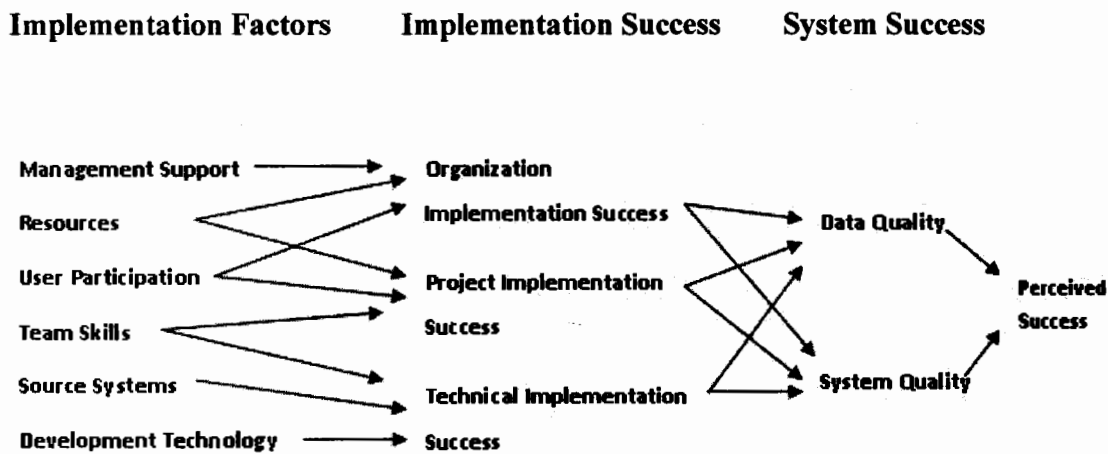 Implementation Factors Implementation Success System Success
Management Support
Resources
User Participation
Team Skills
Source Systems
Development Technology
Organization
Implementation Success
Project Implementation
Success
Technical Implementation
Success
Data Quality
System Quality
Perceived
Success